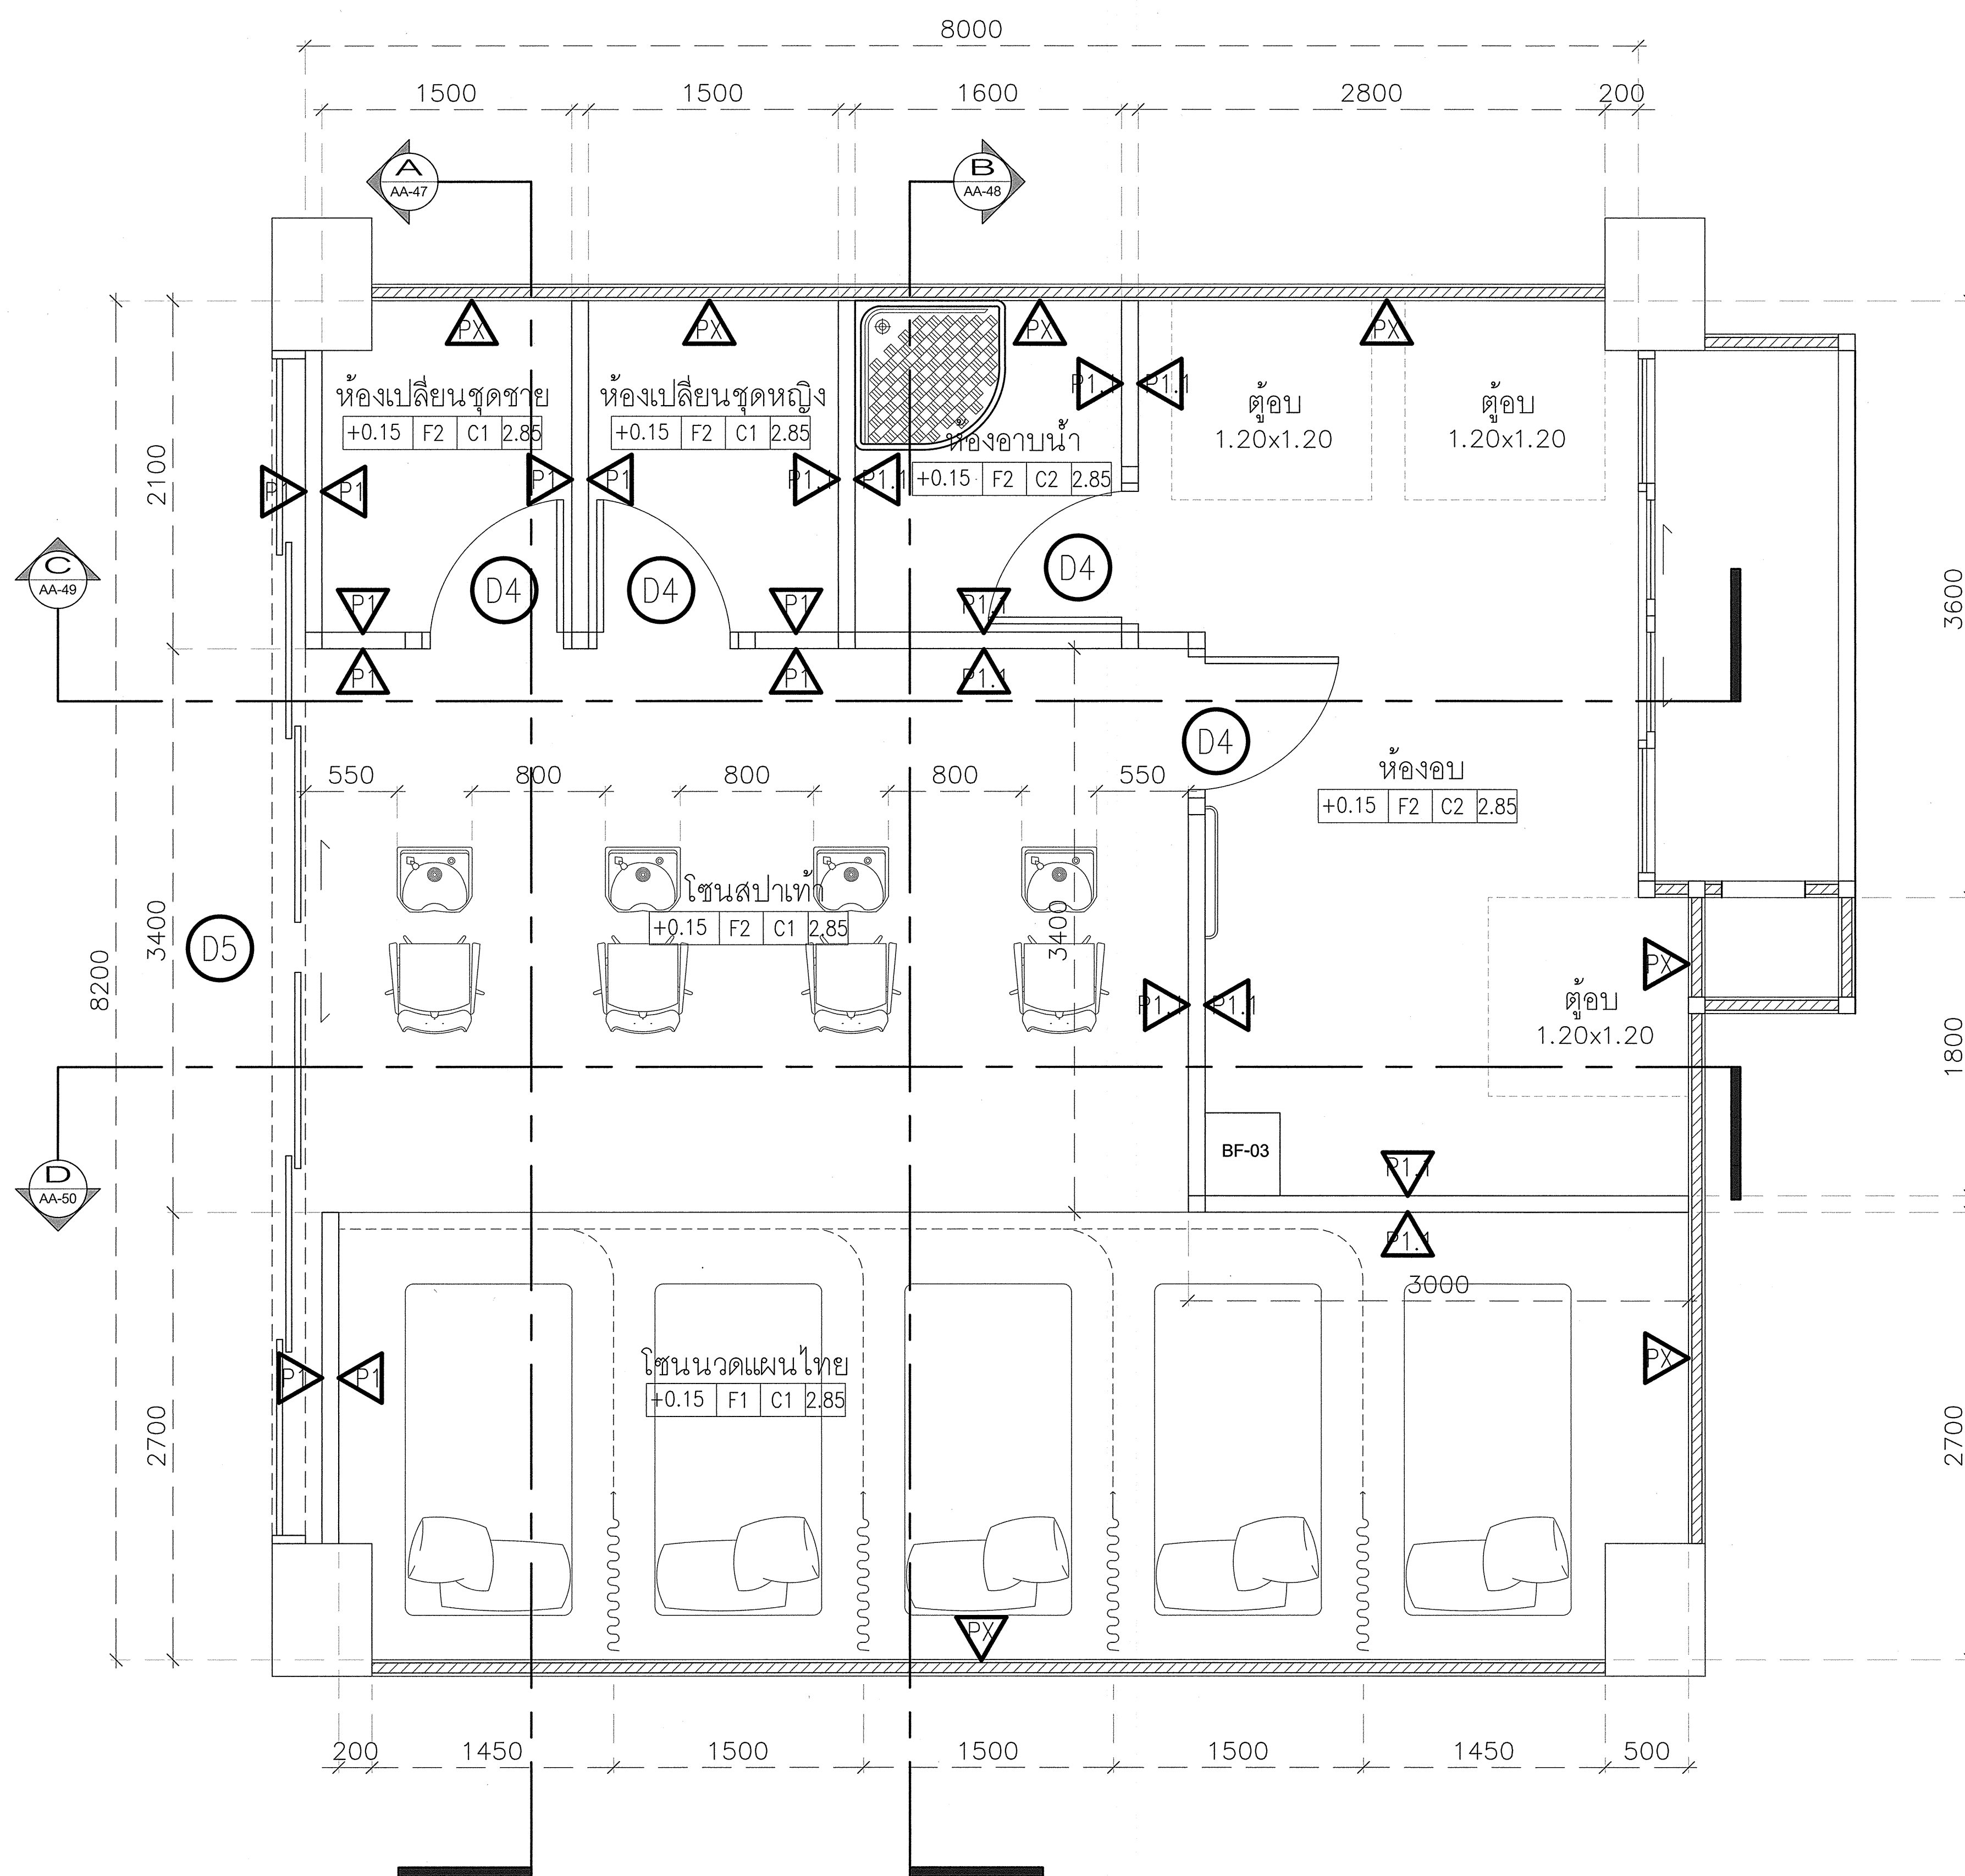 8000
1500 1500 1600 2800 200
A
AA-47
B
AA-48
PX PX PX PX
P1.1 P1.1
ห้องเปลี่ยนชุดชาย
+0.15 F2 C1 2.85
ห้องเปลี่ยนชุดหญิง
+0.15 F2 C1 2.85
ห้องอาบน้ำ
+0.15 F2 C2 2.85
ตู้อบ
1.20x1.20
ตู้อบ
1.20x1.20
2100
P1 P1 P1 P1 P1.1 P1.1
C
AA-49
D4 D4 D4
P1 P1 P1.1
P1 P1 P1.1
3600
D4
550 800 800 800 550
ห้องอบ
+0.15 F2 C2 2.85
โซนสปาเท้า
+0.15 F2 C1 2.85
3400
8200
3400
D5
PX
P1.1 P1.1
ตู้อบ
1.20x1.20
1800
D
AA-50
BF-03
P1.1
P1.1
3000
โซนนวดแผนไทย
+0.15 F1 C1 2.85
P1 P1
PX
2700
2700
PX
200 1450 1500 1500 1500 1450 500